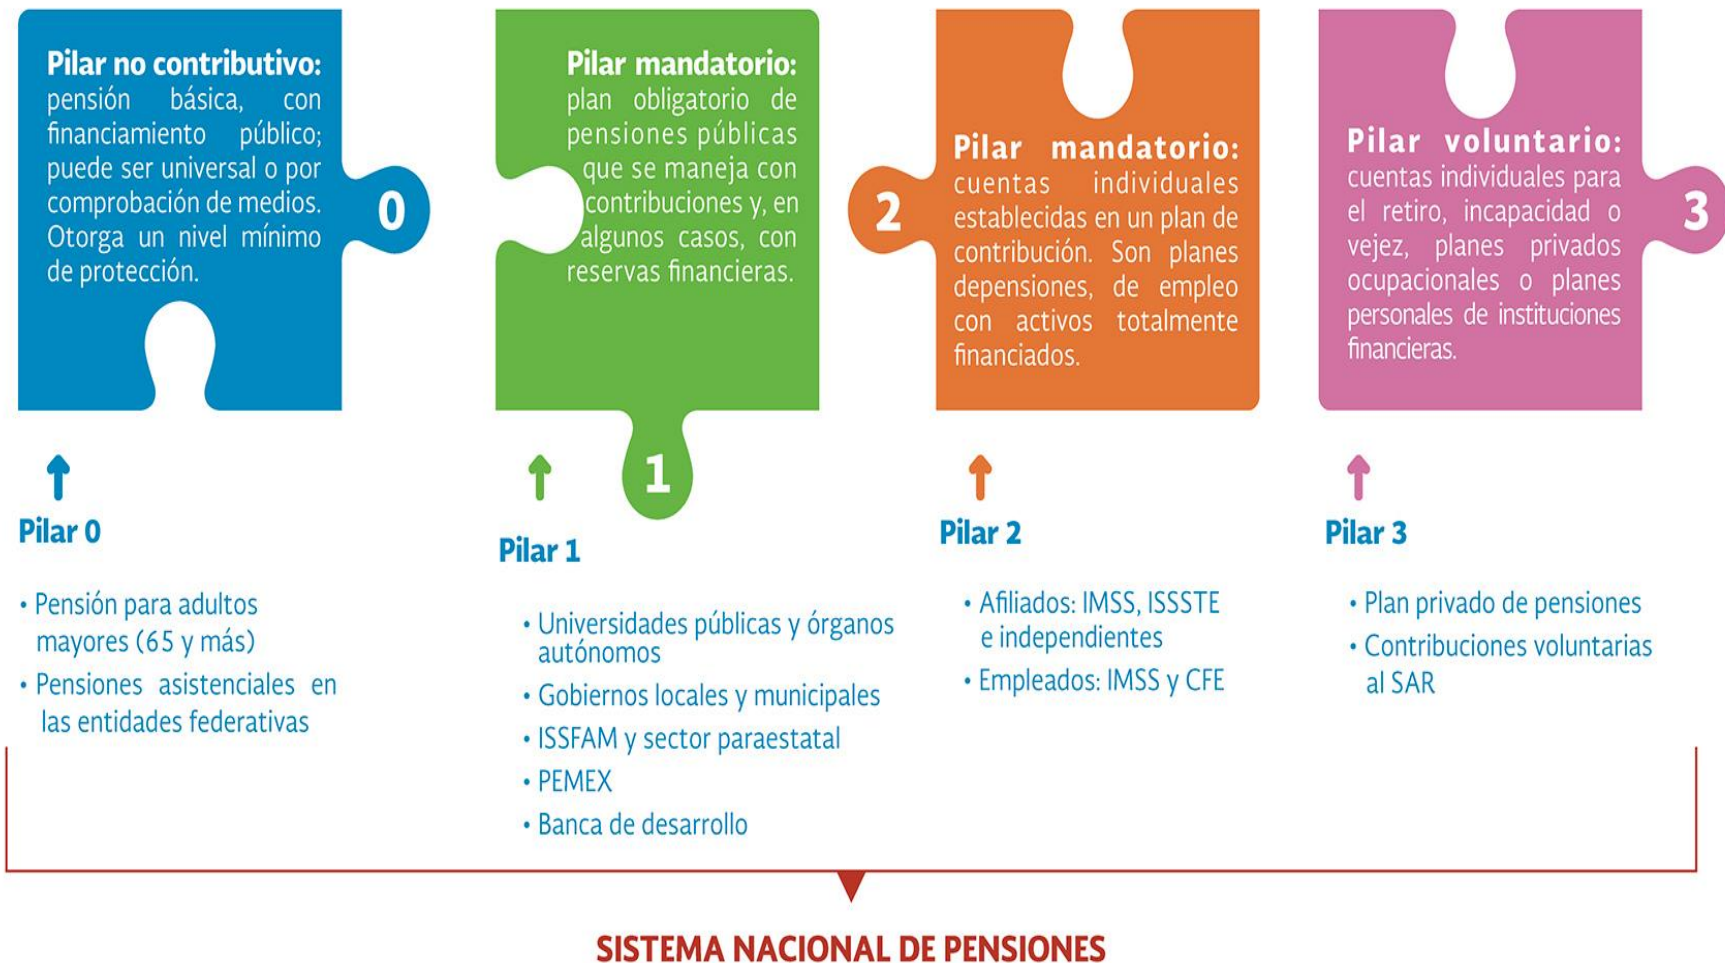 Pilar no contributivo:
pensión básica, con
financiamiento público;
puede ser universal o por
comprobación de medios.
Otorga un nivel mínimo
de protección.
0
Pilar mandatorio:
plan obligatorio de
pensiones públicas
que se maneja con
contribuciones y, en
algunos casos, con
reservas financieras.
1
2
Pilar mandatorio:
cuentas individuales
establecidas en un plan de
contribución. Son planes
depensiones, de empleo
con activos totalmente
financiados.
Pilar voluntario:
cuentas individuales para
el retiro, incapacidad o
vejez, planes privados
ocupacionales o planes
personales de instituciones
financieras.
3
Pilar 0
• Pensión para adultos
mayores (65 y más)
• Pensiones asistenciales en
las entidades federativas
Pilar 1
• Universidades públicas y órganos
autónomos
• Gobiernos locales y municipales
• ISSFAM y sector paraestatal
• PEMEX
• Banca de desarrollo
Pilar 2
• Afiliados: IMSS, ISSSTE
e independientes
• Empleados: IMSS y CFE
Pilar 3
• Plan privado de pensiones
• Contribuciones voluntarias
al SAR
SISTEMA NACIONAL DE PENSIONES